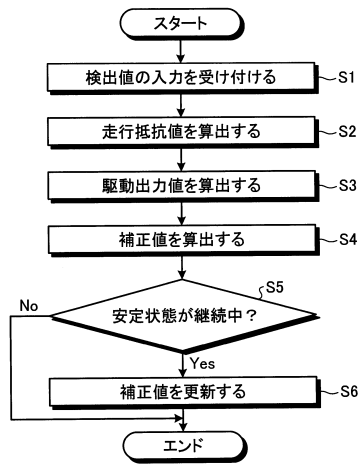 スタート
検出値の入力を受け付ける
S1
走行抵抗値を算出する
S2
駆動出力値を算出する
S3
補正値を算出する
S4
S5
安定状態が継続中？
No
Yes
補正値を更新する
S6
エンド